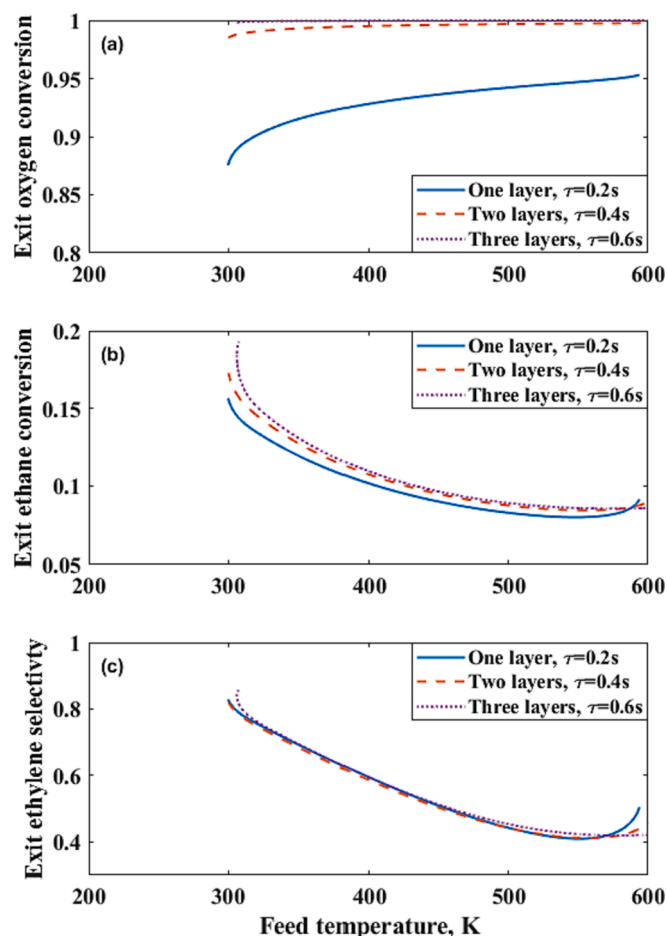 Exit oxygen conversion
(a)
1
0.95
0.9
0.85
0.8
One layer, τ=0.2s
Two layers, τ=0.4s
Three layers, τ=0.6s
200 300 400 500 600
Exit ethane conversion
(b)
0.2
0.15
0.1
0.05
One layer, τ=0.2s
Two layers, τ=0.4s
Three layers, τ=0.6s
200 300 400 500 600
Exit ethylene selectivty
(c)
1
0.8
0.6
0.4
One layer, τ=0.2s
Two layers, τ=0.4s
Three layers, τ=0.6s
200 300 400 500 600
Feed temperature, K